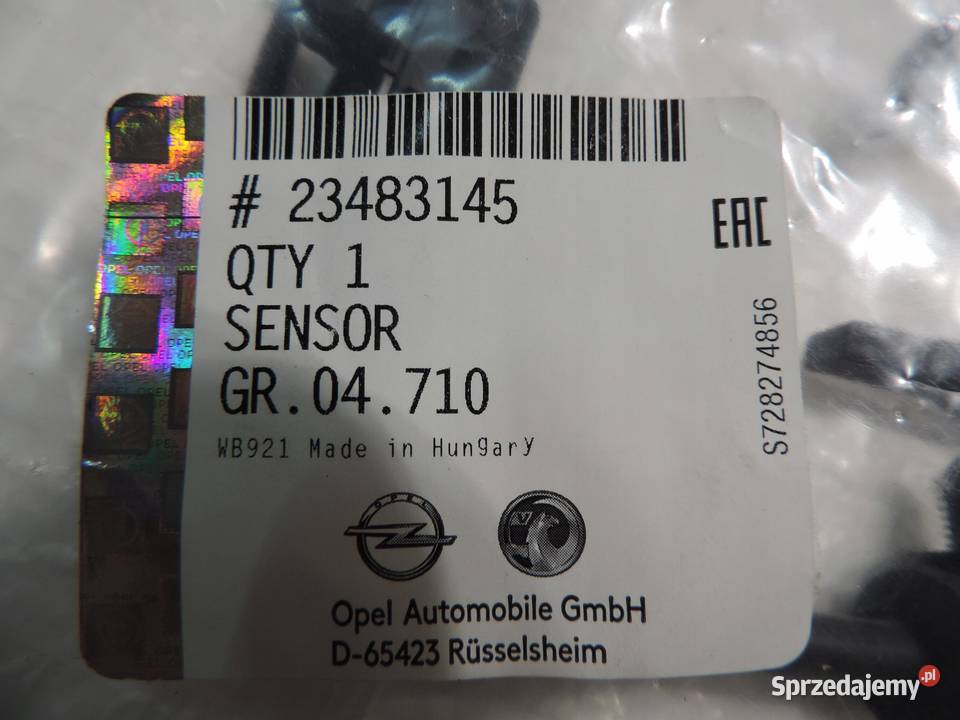 # 23483145
EAC
QTY 1
SENSOR
GR.04.710
S728274856
WB921 Made in Hungary
OPEL
Opel Automobile GmbH
D-65423 Rüsselsheim
Sprzedajemy.pl